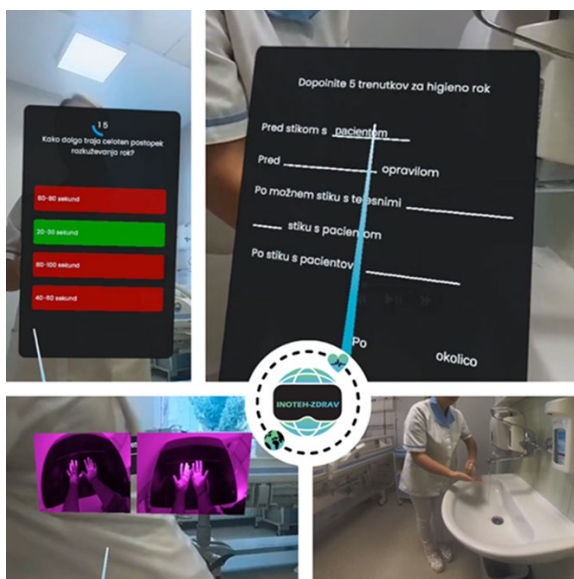 15
Kako dolgo traja celoten postopek
razkuževanja rok?
60-90 sekund
20-30 sekund
80-100 sekund
40-60 sekund
Dopolnite 5 trenutkov za higieno rok
Pred stikom s pacientom
Pred opravilom
Po možnem stiku s telesnimi
stiku s pacientom
Po stiku s pacientov
Po okolico
INOTEH-ZDRAV